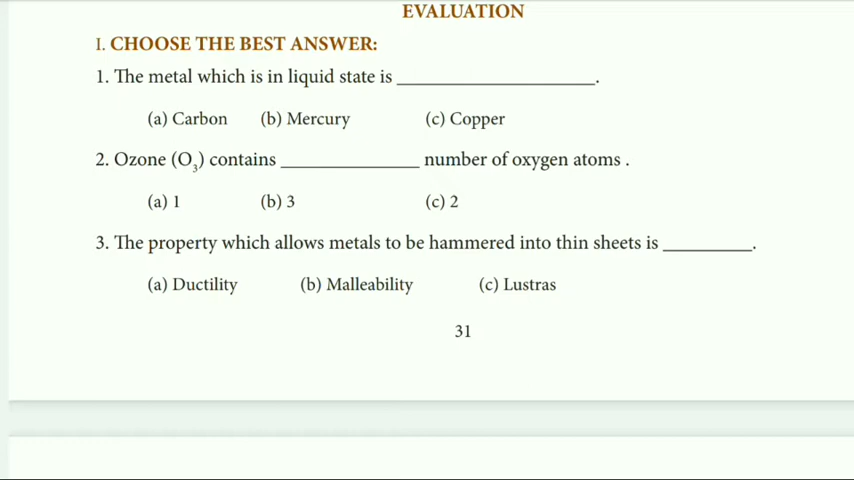 EVALUATION
I. CHOOSE THE BEST ANSWER:
1. The metal which is in liquid state is ____________________.
(a) Carbon (b) Mercury (c) Copper
2. Ozone (O₃) contains ______________ number of oxygen atoms .
(a) 1 (b) 3 (c) 2
3. The property which allows metals to be hammered into thin sheets is _________.
(a) Ductility (b) Malleability (c) Lustras
31